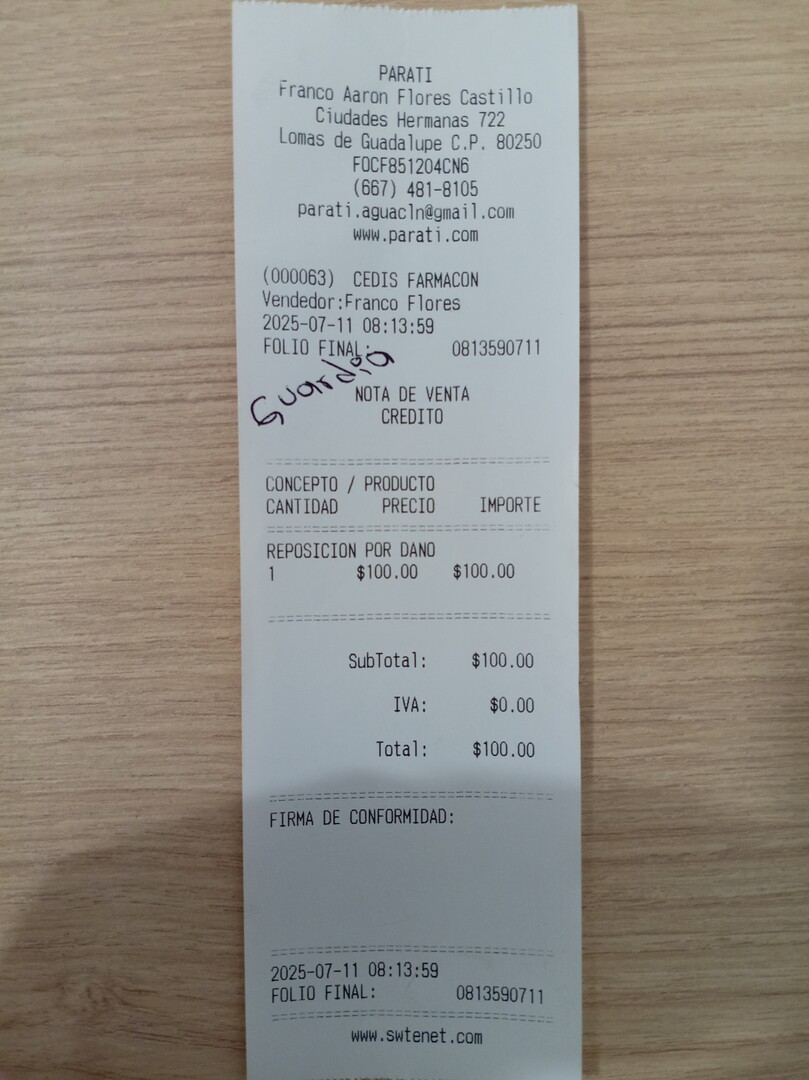 PARATI
Franco Aaron Flores Castillo
Ciudades Hermanas 722
Lomas de Guadalupe C.P. 80250
FOCF851204CN6
(667) 481-8105
parati.aguacln@gmail.com
www.parati.com
(000063) CEDIS FARMACON
Vendedor:Franco Flores
2025-07-11 08:13:59
FOLIO FINAL: 0813590711
Guardia
NOTA DE VENTA
CREDITO
CONCEPTO / PRODUCTO
CANTIDAD PRECIO IMPORTE
REPOSICION POR DANO
1 $100.00 $100.00
SubTotal: $100.00
IVA: $0.00
Total: $100.00
FIRMA DE CONFORMIDAD:
2025-07-11 08:13:59
FOLIO FINAL: 0813590711
www.swtenet.com